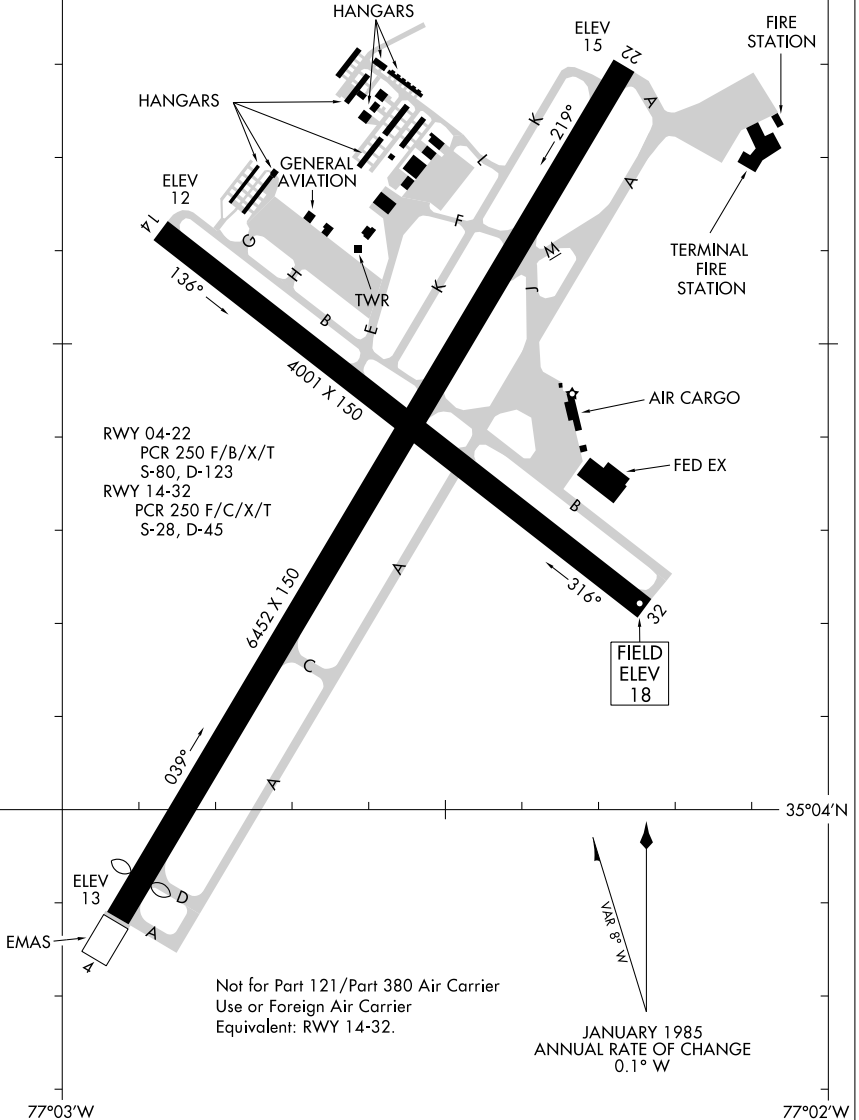 HANGARS
ELEV
15
22
FIRE
STATION
HANGARS
K
A
219°
L
GENERAL
AVIATION
A
ELEV
12
F
14
G
M
TERMINAL
FIRE
STATION
136°
H
K
J
TWR
B
E
4001 X 150
AIR CARGO
RWY 04-22
PCR 250 F/B/X/T
S-80, D-123
RWY 14-32
PCR 250 F/C/X/T
S-28, D-45
FED EX
B
A
316°
32
6452 X 150
FIELD
ELEV
18
C
039°
A
35°04'N
ELEV
13
D
VAR 8° W
A
EMAS
4
Not for Part 121/Part 380 Air Carrier
Use or Foreign Air Carrier
Equivalent: RWY 14-32.
JANUARY 1985
ANNUAL RATE OF CHANGE
0.1° W
77°03'W
77°02'W